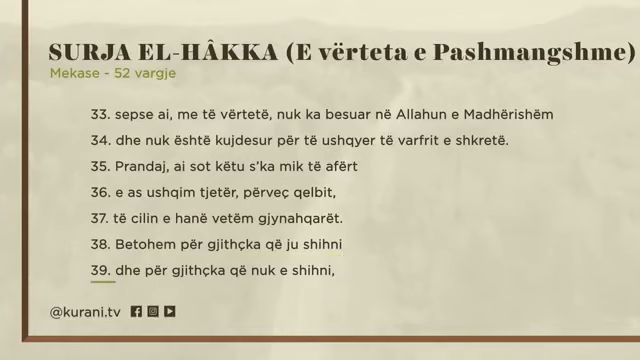 SURJA EL-HÂKKA (E vërteta e Pashmangshme)
Mekase - 52 vargje
33. sepse ai, me të vërtetë, nuk ka besuar në Allahun e Madhërishëm
34. dhe nuk është kujdesur për të ushqyer të varfrit e shkretë.
35. Prandaj, ai sot këtu s'ka mik të afërt
36. e as ushqim tjetër, përveç qelbit,
37. të cilin e hanë vetëm gjynahqarët.
38. Betohem për gjithçka që ju shihni
39. dhe për gjithçka që nuk e shihni,
@kurani.tv